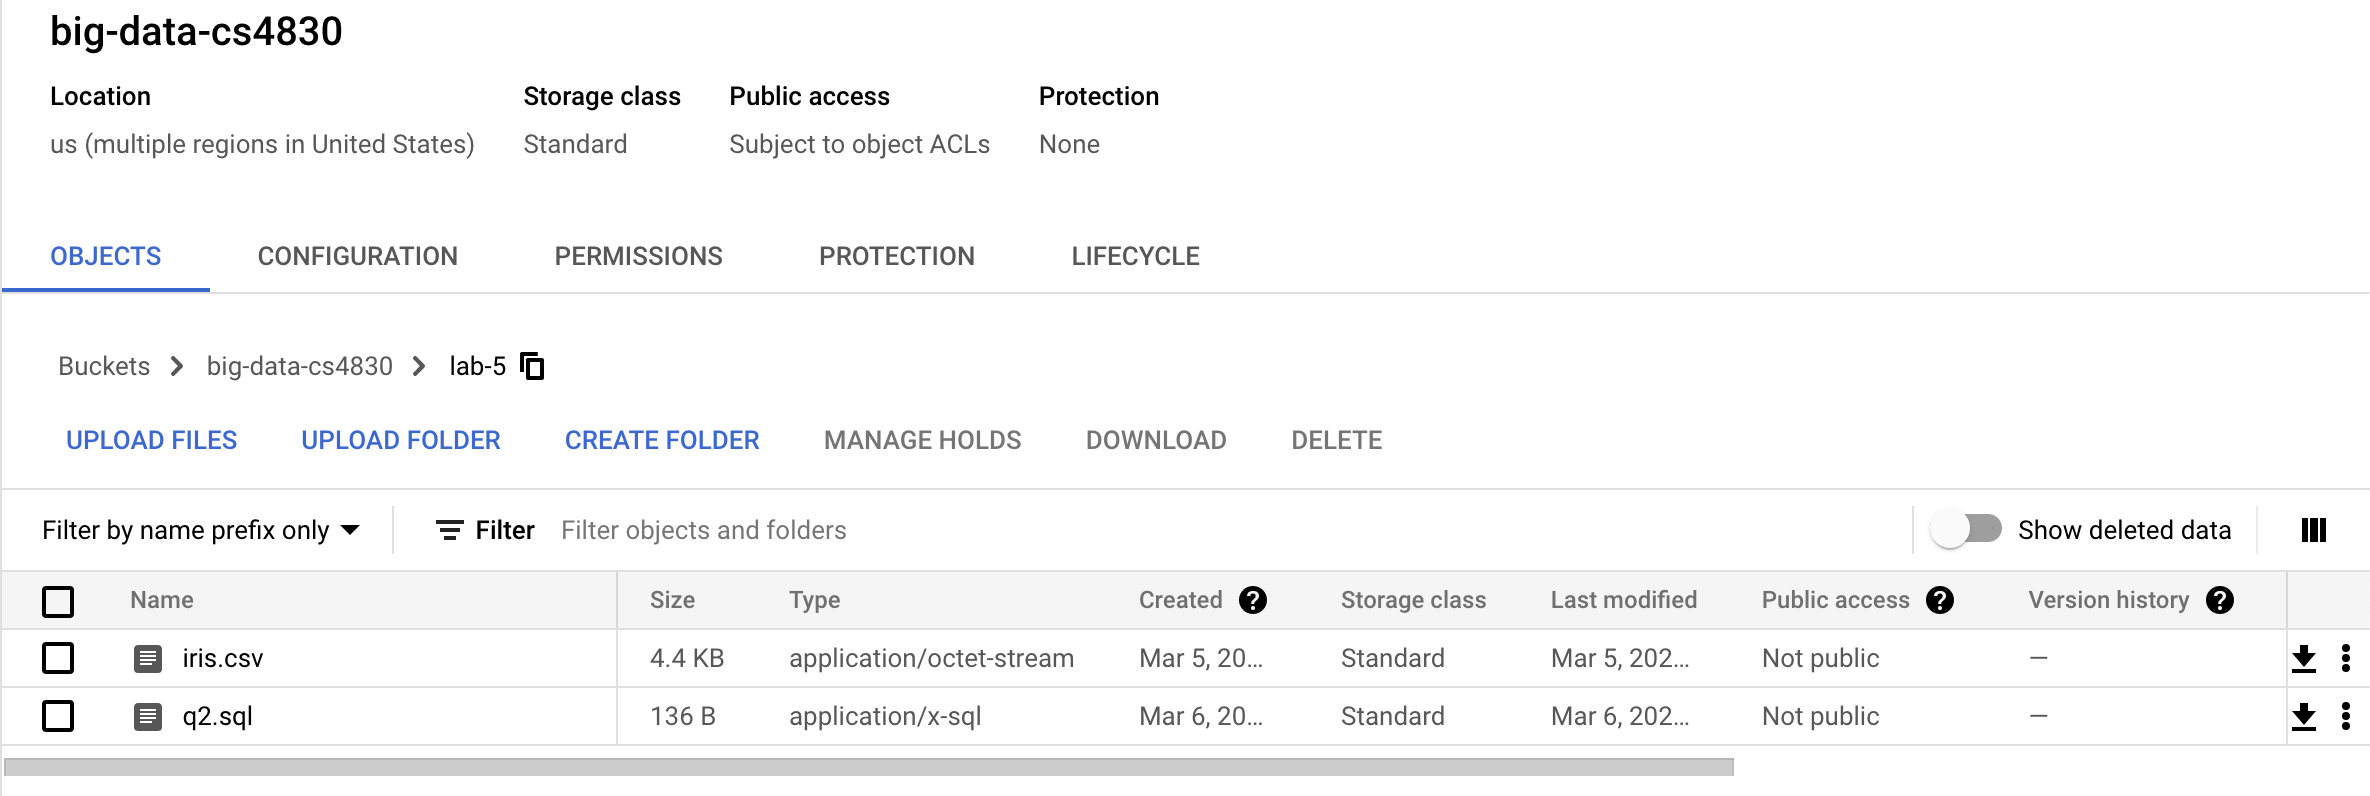 big-data-cs4830
Location Storage class Public access Protection
us (multiple regions in United States) Standard Subject to object ACLs None
OBJECTS CONFIGURATION PERMISSIONS PROTECTION LIFECYCLE
Buckets > big-data-cs4830 > lab-5
UPLOAD FILES UPLOAD FOLDER CREATE FOLDER MANAGE HOLDS DOWNLOAD DELETE
Filter by name prefix only Filter Filter objects and folders Show deleted data
Name Size Type Created ? Storage class Last modified Public access ? Version history ?
iris.csv 4.4 KB application/octet-stream Mar 5, 20... Standard Mar 5, 202... Not public —
q2.sql 136 B application/x-sql Mar 6, 20... Standard Mar 6, 202... Not public —